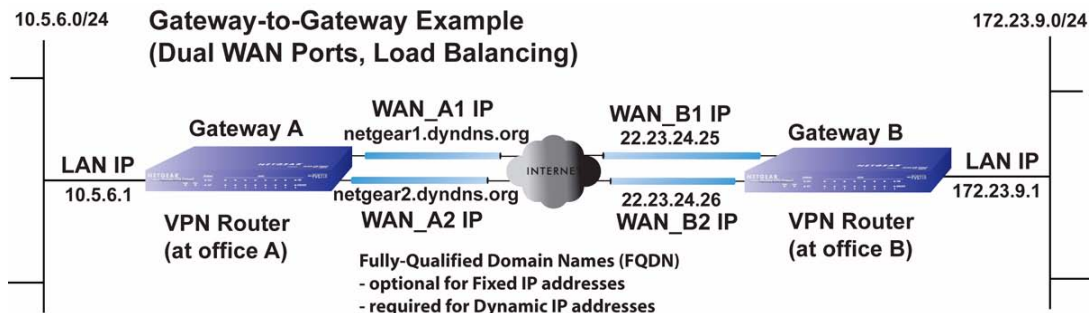 10.5.6.0/24
Gateway-to-Gateway Example
(Dual WAN Ports, Load Balancing)
172.23.9.0/24
WAN_A1 IP
netgear1.dyndns.org
WAN_B1 IP
22.23.24.25
Gateway A
Gateway B
LAN IP
10.5.6.1
NETGEAR
NETGEAR
INTERNET
NETGEAR
NETGEAR
LAN IP
172.23.9.1
netgear2.dyndns.org
WAN_A2 IP
22.23.24.26
WAN_B2 IP
VPN Router
(at office A)
VPN Router
(at office B)
Fully-Qualified Domain Names (FQDN)
- optional for Fixed IP addresses
- required for Dynamic IP addresses